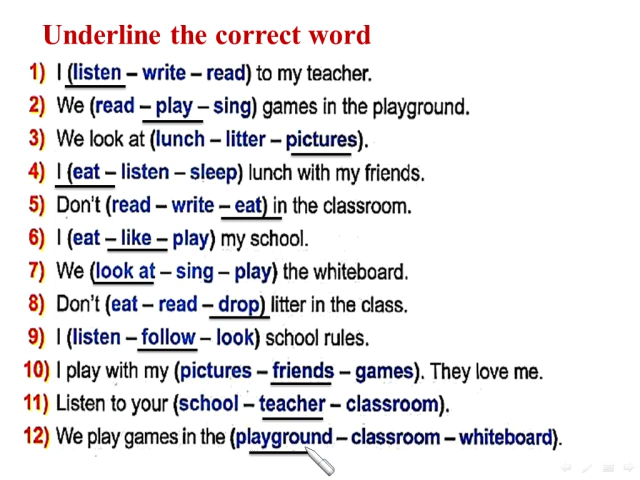 Underline the correct word
1) I (listen – write – read) to my teacher.
2) We (read – play – sing) games in the playground.
3) We look at (lunch – litter – pictures).
4) I (eat – listen – sleep) lunch with my friends.
5) Don't (read – write – eat) in the classroom.
6) I (eat – like – play) my school.
7) We (look at – sing – play) the whiteboard.
8) Don't (eat – read – drop) litter in the class.
9) I (listen – follow – look) school rules.
10) I play with my (pictures – friends – games). They love me.
11) Listen to your (school – teacher – classroom).
12) We play games in the (playground – classroom – whiteboard).